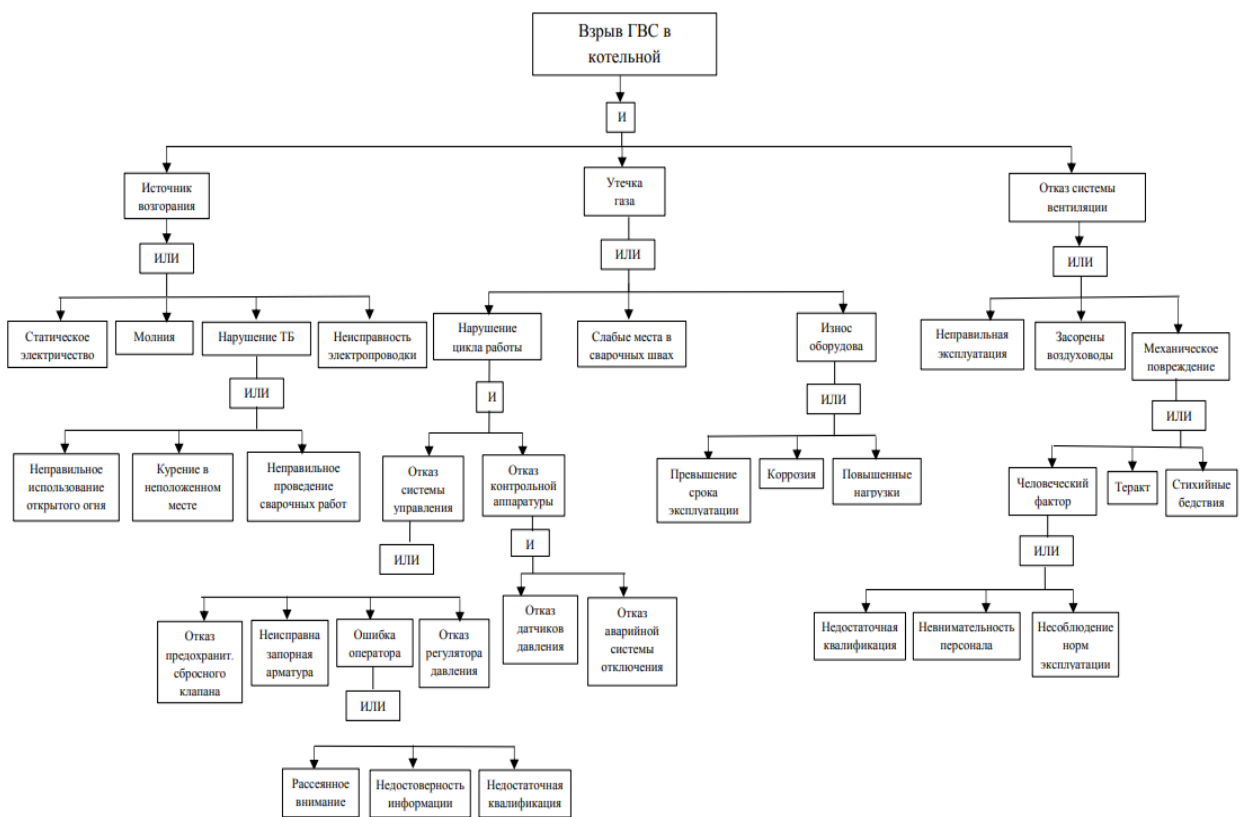 Взрыв ГВС в
котельной
И
Источник
возгорания
Утечка
газа
Отказ системы
вентиляции
ИЛИ
ИЛИ
ИЛИ
Статическое
электричество
Молния
Нарушение ТБ
Неисправность
электропроводки
Нарушение
цикла работы
Слабые места в
сварочных швах
Износ
оборудова
Неправильная
эксплуатация
Засорены
воздуховоды
Механическое
повреждение
ИЛИ
И
ИЛИ
ИЛИ
Неправильное
использование
открытого огня
Курение в
неположенном
месте
Неправильное
проведение
сварочных работ
Отказ
системы
управления
Отказ
контрольной
аппаратуры
Превышение
срока
эксплуатации
Коррозия
Повышенные
нагрузки
Человеческий
фактор
Теракт
Стихийные
бедствия
ИЛИ
И
ИЛИ
Отказ
предохранит.
сбросного
клапана
Неисправна
запорная
арматура
Ошибка
оператора
Отказ
регулятора
давления
Отказ
датчиков
давления
Отказ
аварийной
системы
отключения
Недостаточная
квалификация
Невнимательность
персонала
Несоблюдение
норм
эксплуатации
ИЛИ
Рассеянное
внимание
Недостоверность
информации
Недостаточная
квалификация